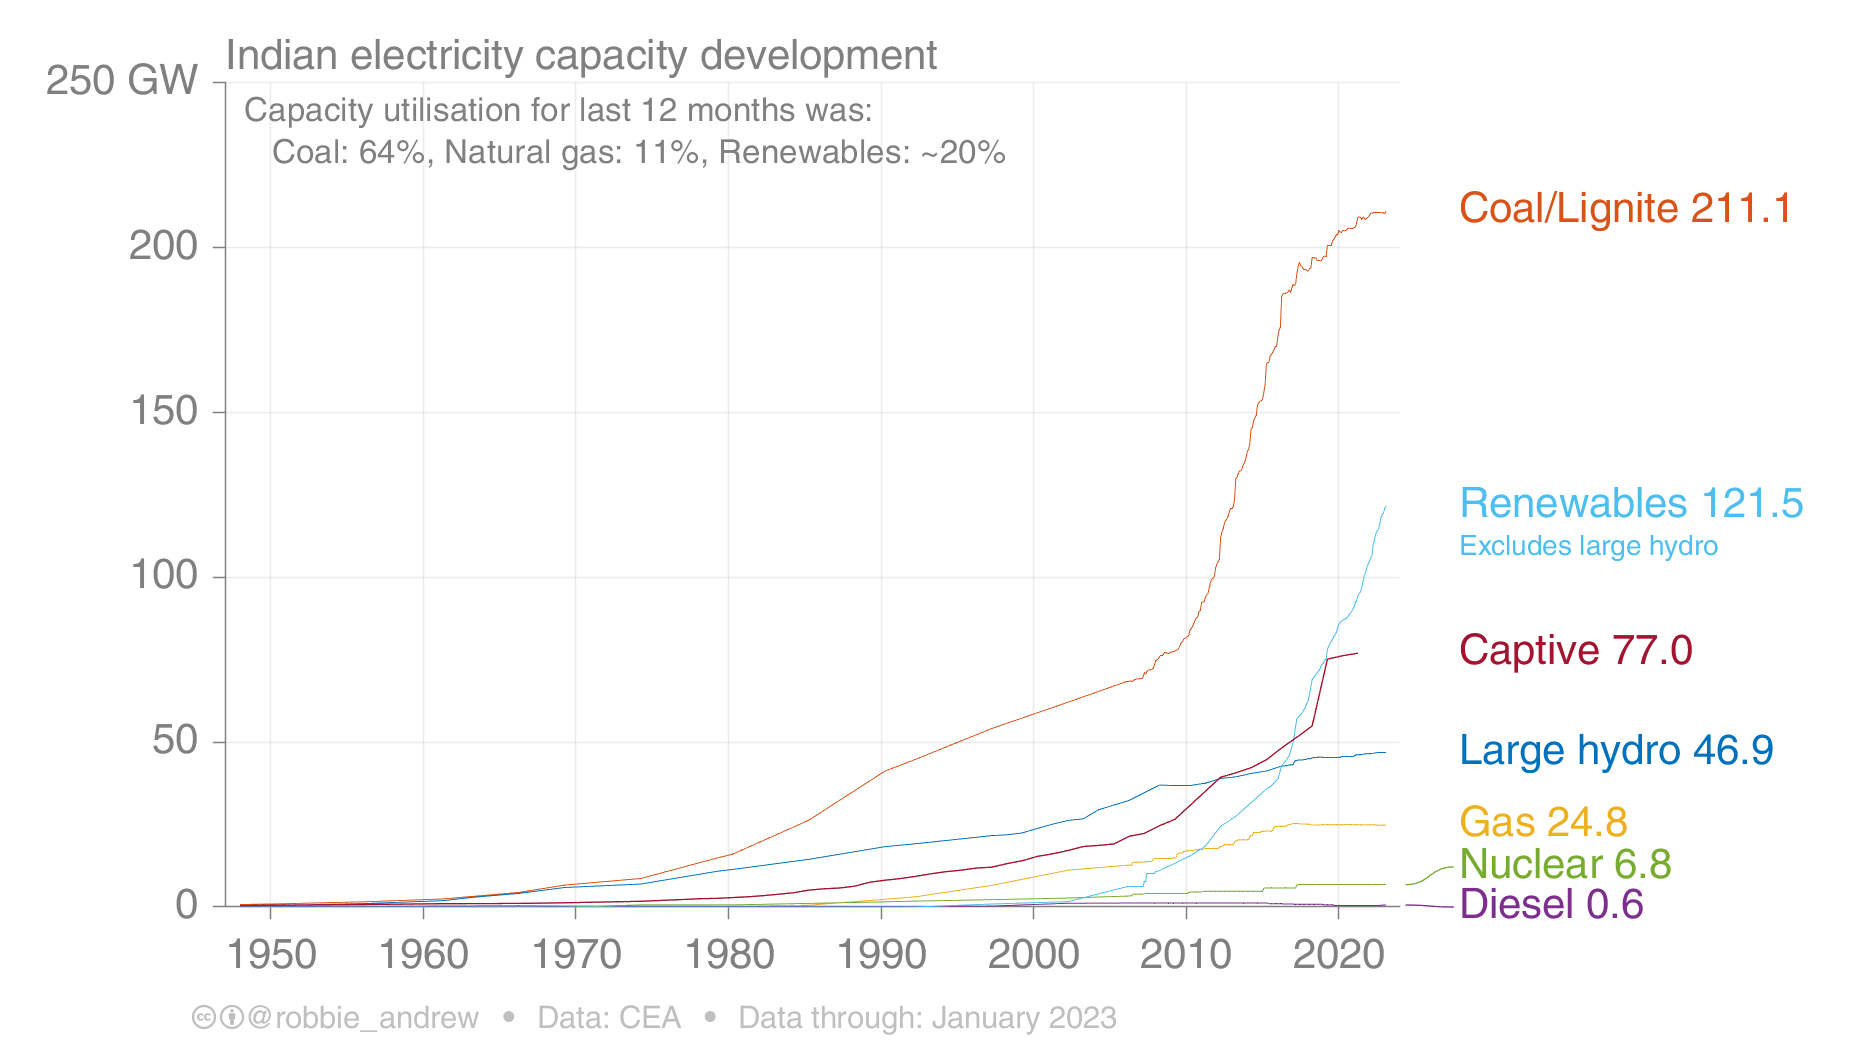 Indian electricity capacity development
250 GW
Capacity utilisation for last 12 months was:
Coal: 64%, Natural gas: 11%, Renewables: ~20%
Coal/Lignite 211.1
200
150
Renewables 121.5
Excludes large hydro
100
Captive 77.0
50
Large hydro 46.9
Gas 24.8
Nuclear 6.8
Diesel 0.6
0
1950 1960 1970 1980 1990 2000 2010 2020
cc @robbie_andrew • Data: CEA • Data through: January 2023